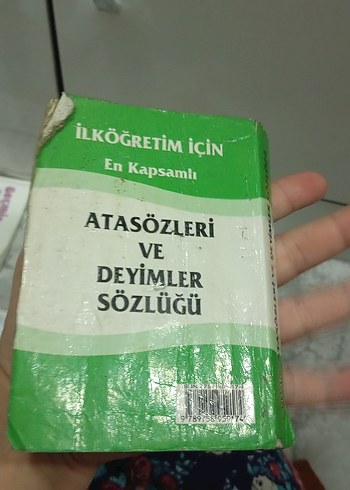 İLKÖĞRETİM İÇİN
En Kapsamlı
ATASÖZLERİ
VE
DEYİMLER
SÖZLÜĞÜ